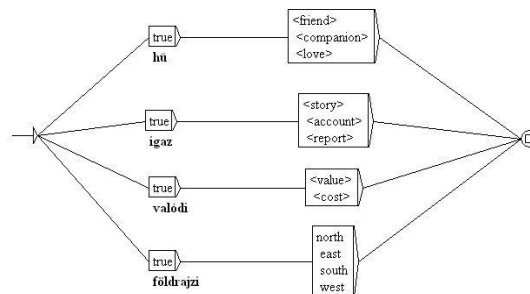 true
hű
<friend>
<companion>
<love>
true
igaz
<story>
<account>
<report>
true
valódi
<value>
<cost>
true
földrajzi
north
east
south
west